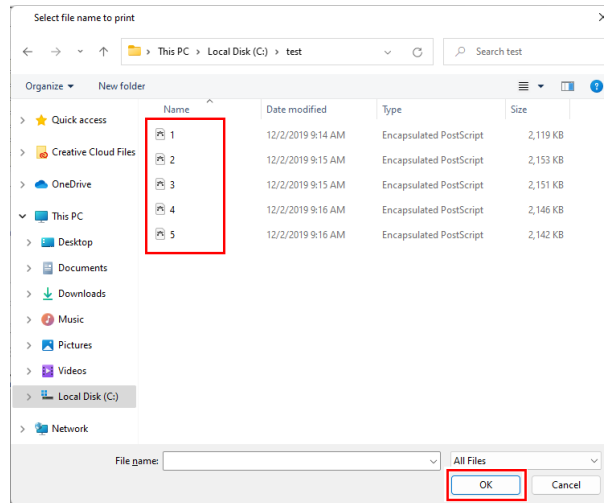 Select file name to print
This PC > Local Disk (C:) > test
Search test
Organize
New folder
Name Date modified Type Size
Quick access
Creative Cloud Files
OneDrive
This PC
Desktop
Documents
Downloads
Music
Pictures
Videos
Local Disk (C:)
Network
1 12/2/2019 9:14 AM Encapsulated PostScript 2,119 KB
2 12/2/2019 9:15 AM Encapsulated PostScript 2,153 KB
3 12/2/2019 9:15 AM Encapsulated PostScript 2,151 KB
4 12/2/2019 9:16 AM Encapsulated PostScript 2,146 KB
5 12/2/2019 9:16 AM Encapsulated PostScript 2,142 KB
File name:
All Files
OK Cancel